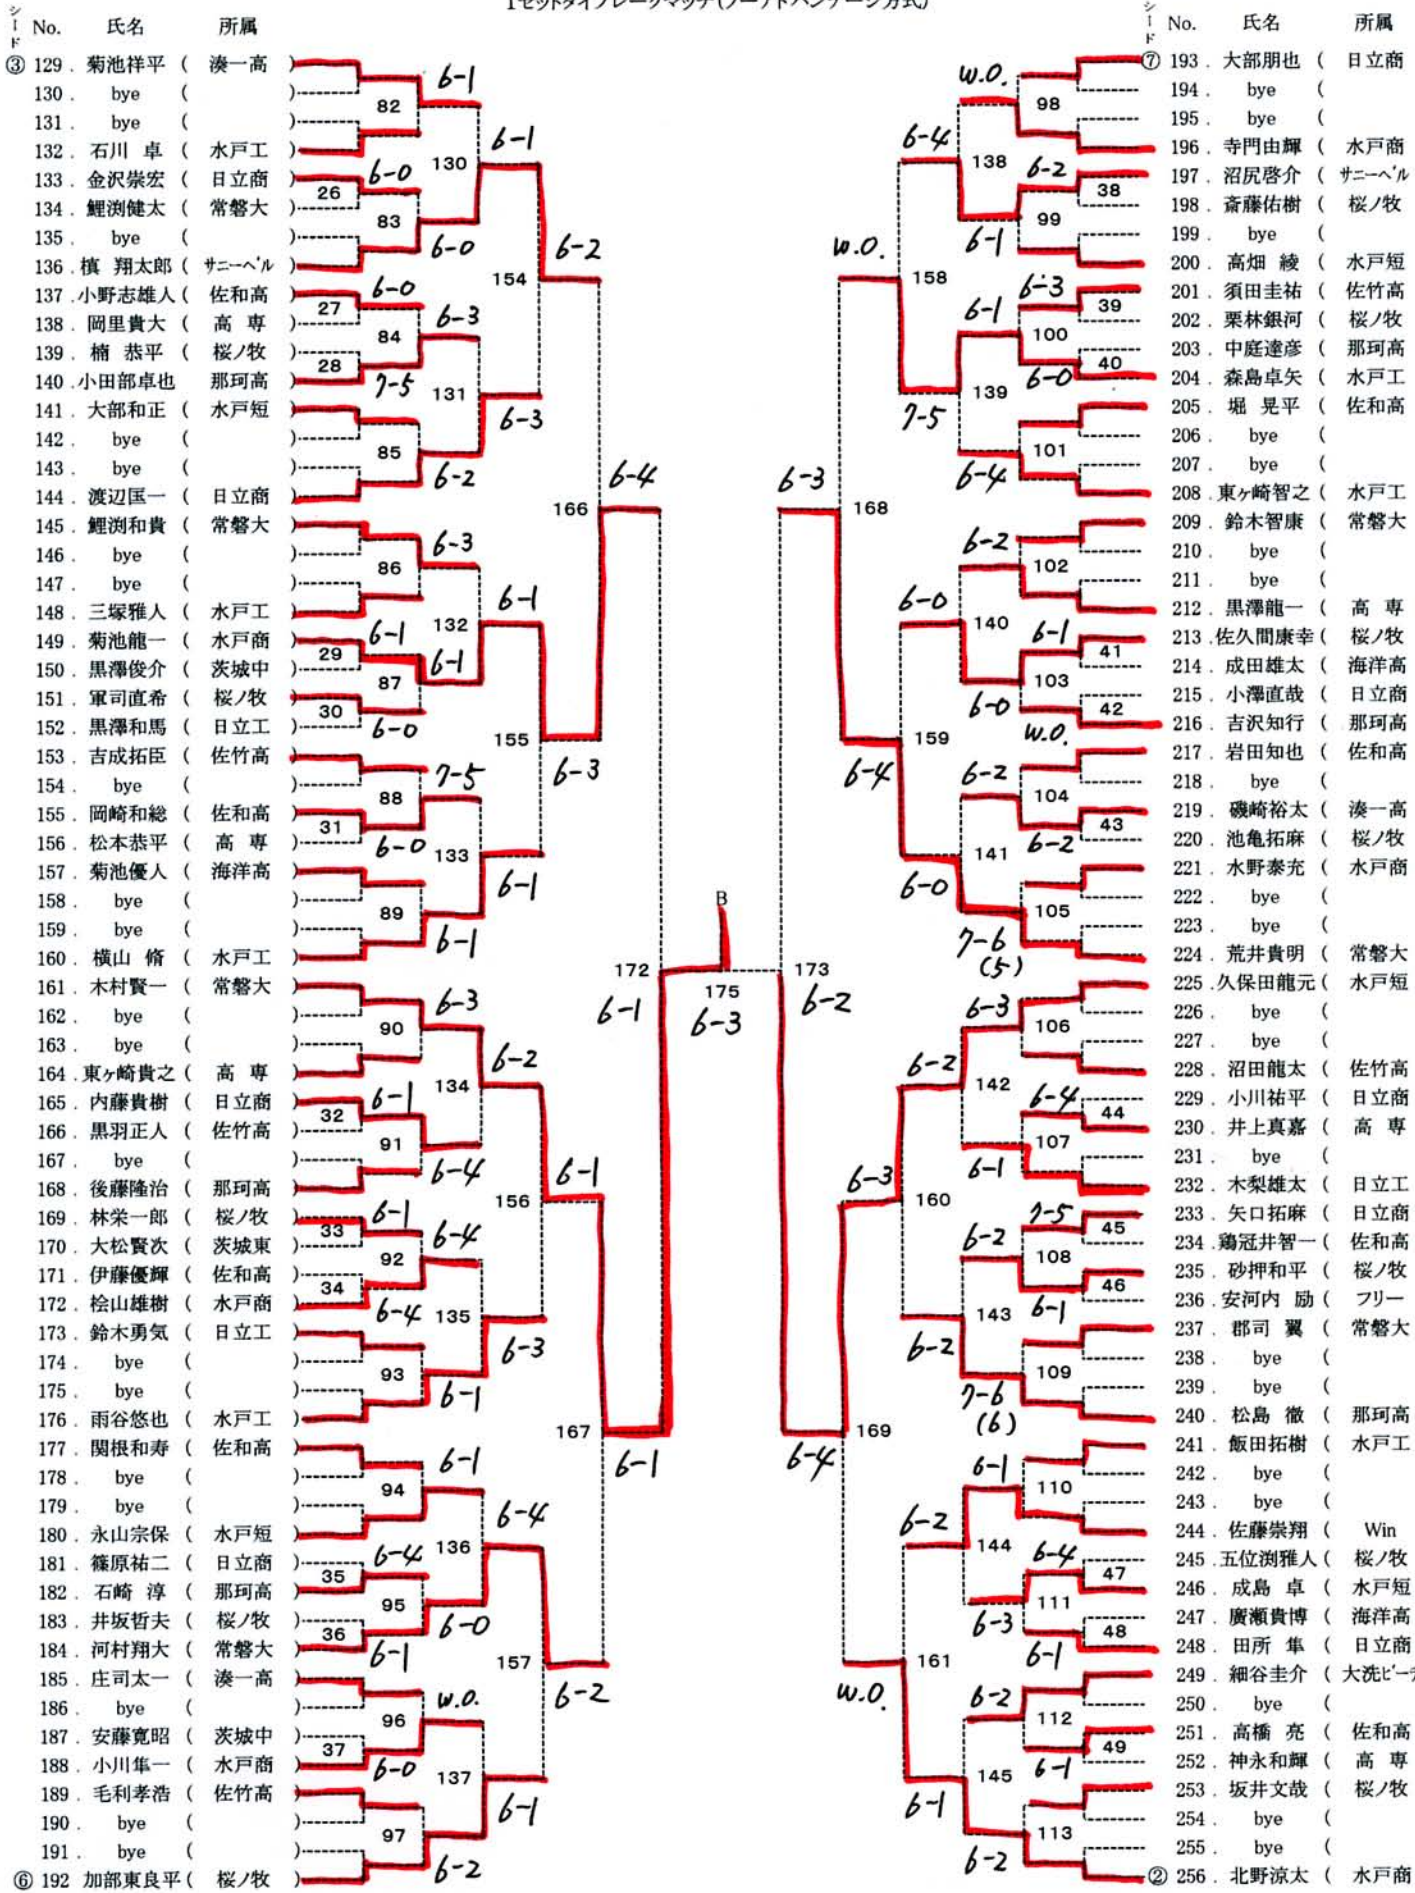 1セットタイブレークマッチ(ノーアドバンテージ方式)
シード No. 氏名 所属
③ 129. 菊池祥平 ( 湊一高 )
130. bye ( )
131. bye ( )
132. 石川 卓 ( 水戸工 )
133. 金沢崇宏 ( 日立商 )
134. 鯉渕健太 ( 常磐大 )
135. bye ( )
136. 槙 翔太郎 ( サニーベル )
137. 小野志雄人 ( 佐和高 )
138. 岡里貴大 ( 高専 )
139. 楠 恭平 ( 桜ノ牧 )
140. 小田部卓也 那珂高 )
141. 大部和正 ( 水戸短 )
142. bye ( )
143. bye ( )
144. 渡辺匡一 ( 日立商 )
145. 鯉渕和貴 ( 常磐大 )
146. bye ( )
147. bye ( )
148. 三塚雅人 ( 水戸工 )
149. 菊池龍一 ( 水戸商 )
150. 黒澤俊介 ( 茨城中 )
151. 軍司直希 ( 桜ノ牧 )
152. 黒澤和馬 ( 日立工 )
153. 吉成拓臣 ( 佐竹高 )
154. bye ( )
155. 岡崎和総 ( 佐和高 )
156. 松本恭平 ( 高専 )
157. 菊池優人 ( 海洋高 )
158. bye ( )
159. bye ( )
160. 横山 脩 ( 水戸工 )
161. 木村賢一 ( 常磐大 )
162. bye ( )
163. bye ( )
164. 東ヶ崎貴之 ( 高専 )
165. 内藤貴樹 ( 日立商 )
166. 黒羽正人 ( 佐竹高 )
167. bye ( )
168. 後藤隆治 ( 那珂高 )
169. 林栄一郎 ( 桜ノ牧 )
170. 大松賢次 ( 茨城東 )
171. 伊藤優輝 ( 佐和高 )
172. 桧山雄樹 ( 水戸商 )
173. 鈴木勇気 ( 日立工 )
174. bye ( )
175. bye ( )
176. 雨谷悠也 ( 水戸工 )
177. 関根和寿 ( 佐和高 )
178. bye ( )
179. bye ( )
180. 永山宗保 ( 水戸短 )
181. 篠原祐二 ( 日立商 )
182. 石崎 淳 ( 那珂高 )
183. 井坂哲夫 ( 桜ノ牧 )
184. 河村翔大 ( 常磐大 )
185. 庄司太一 ( 湊一高 )
186. bye ( )
187. 安藤寛昭 ( 茨城中 )
188. 小川隼一 ( 水戸商 )
189. 毛利孝浩 ( 佐竹高 )
190. bye ( )
191. bye ( )
⑥ 192 加部東良平 ( 桜ノ牧 )
26 27 28 29 30 31 32 33 34 35 36 37
6-0 6-0 7-5 6-1 6-0 6-0 6-1 6-1 6-4 6-4 6-1 6-0
82 83 84 85 86 87 88 89 90 91 92 93 94 95 96 97
6-1 6-0 6-3 6-2 6-3 6-1 7-5 6-1 6-3 6-4 6-4 6-1 6-1 6-0 w.o. 6-2
130 131 132 133 134 135 136 137
6-1 6-3 6-1 6-1 6-2 6-3 6-4 6-1
154 155 156 157
6-2 6-3 6-1 6-2
166 167
6-4 6-1
172
6-1
B
175
6-3
173
6-2
168 169
6-3 6-4
158 159 160 161
w.o. 6-4 6-3 w.o.
138 139 140 141 142 143 144 145
6-4 7-5 6-0 6-0 6-2 6-2 6-2 6-1
98 99 100 101 102 103 104 105 106 107 108 109 110 111 112 113
w.o. 6-1 6-1 6-4 6-2 6-0 6-2 7-6 (5) 6-3 6-1 6-2 7-6 (6) 6-1 6-3 6-2 6-2
38 39 40 41 42 43 44 45 46 47 48 49
6-2 6-3 6-0 6-1 w.o. 6-2 6-4 7-5 6-1 6-4 6-1 6-1
シード No. 氏名 所属
⑦ 193. 大部朋也 ( 日立商
194. bye (
195. bye (
196. 寺門由輝 ( 水戸商
197. 沼尻啓介 ( サニーベル
198. 斎藤佑樹 ( 桜ノ牧
199. bye (
200. 高畑 綾 ( 水戸短
201. 須田圭祐 ( 佐竹高
202. 栗林銀河 ( 桜ノ牧
203. 中庭達彦 ( 那珂高
204. 森島卓矢 ( 水戸工
205. 堀 晃平 ( 佐和高
206. bye (
207. bye (
208. 東ヶ崎智之 ( 水戸工
209. 鈴木智康 ( 常磐大
210. bye (
211. bye (
212. 黒澤龍一 ( 高専
213. 佐久間康幸 ( 桜ノ牧
214. 成田雄太 ( 海洋高
215. 小澤直哉 ( 日立商
216. 吉沢知行 ( 那珂高
217. 岩田知也 ( 佐和高
218. bye (
219. 磯崎裕太 ( 湊一高
220. 池亀拓麻 ( 桜ノ牧
221. 水野泰充 ( 水戸商
222. bye (
223. bye (
224. 荒井貴明 ( 常磐大
225. 久保田龍元 ( 水戸短
226. bye (
227. bye (
228. 沼田龍太 ( 佐竹高
229. 小川祐平 ( 日立商
230. 井上真嘉 ( 高専
231. bye (
232. 木梨雄太 ( 日立工
233. 矢口拓麻 ( 日立商
234. 鶏冠井智一 ( 佐和高
235. 砂押和平 ( 桜ノ牧
236. 安河内 励 ( フリー
237. 郡司 翼 ( 常磐大
238. bye (
239. bye (
240. 松島 徹 ( 那珂高
241. 飯田拓樹 ( 水戸工
242. bye (
243. bye (
244. 佐藤崇翔 ( Win
245. 五位渕雅人 ( 桜ノ牧
246. 成島 卓 ( 水戸短
247. 廣瀬貴博 ( 海洋高
248. 田所 隼 ( 日立商
249. 細谷圭介 ( 大洗ビーチ
250. bye (
251. 高橋 亮 ( 佐和高
252. 神永和輝 ( 高専
253. 坂井文哉 ( 桜ノ牧
254. bye (
255. bye (
② 256. 北野涼太 ( 水戸商